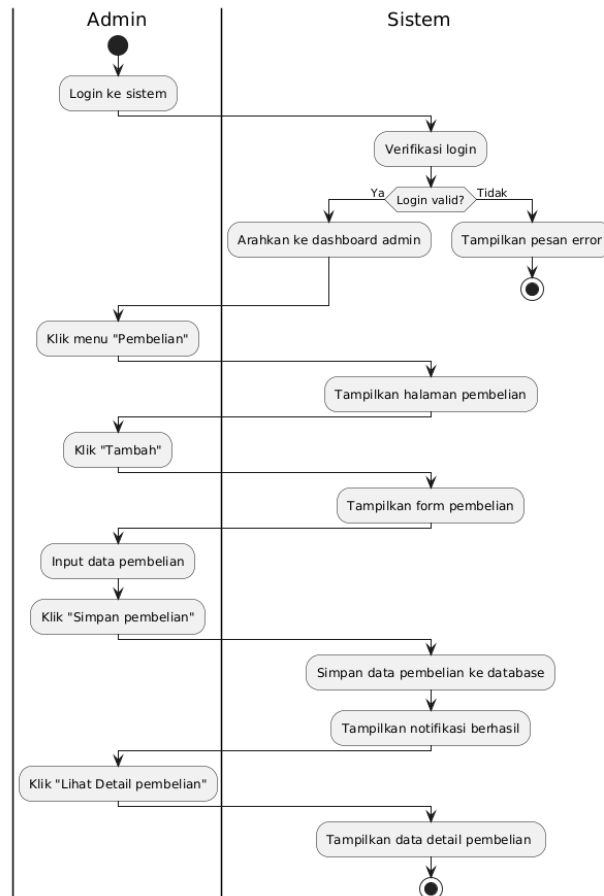 Admin
Sistem
Login ke sistem
Verifikasi login
Ya
Login valid?
Tidak
Arahkan ke dashboard admin
Tampilkan pesan error
Klik menu "Pembelian"
Tampilkan halaman pembelian
Klik "Tambah"
Tampilkan form pembelian
Input data pembelian
Klik "Simpan pembelian"
Simpan data pembelian ke database
Tampilkan notifikasi berhasil
Klik "Lihat Detail pembelian"
Tampilkan data detail pembelian